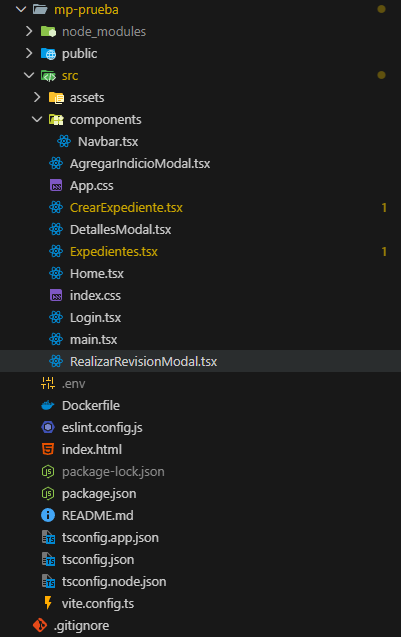 mp-prueba
node_modules
public
src
assets
components
Navbar.tsx
AgregarIndicioModal.tsx
App.css
CrearExpediente.tsx 1
DetallesModal.tsx
Expedientes.tsx 1
Home.tsx
index.css
Login.tsx
main.tsx
RealizarRevisionModal.tsx
.env
Dockerfile
eslint.config.js
index.html
package-lock.json
package.json
README.md
tsconfig.app.json
tsconfig.json
tsconfig.node.json
vite.config.ts
.gitignore